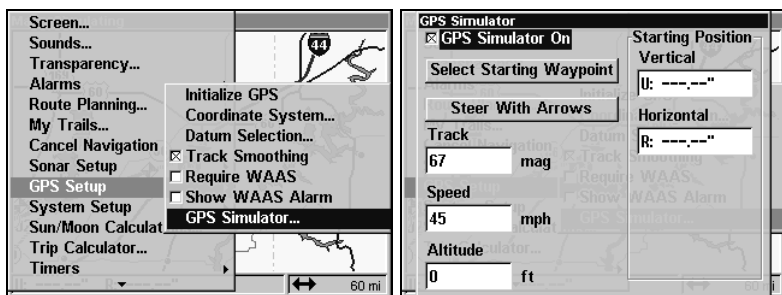 Screen...
Sounds...
Transparency...
Alarms
Route Planning...
My Trails...
Cancel Navigation
Sonar Setup
GPS Setup
System Setup
Sun/Moon Calculat
Trip Calculator...
Timers
Initialize GPS
Coordinate System...
Datum Selection...
Track Smoothing
Require WAAS
Show WAAS Alarm
GPS Simulator...
44
60 mi
GPS Simulator
GPS Simulator On
Select Starting Waypoint
Steer With Arrows
Track
67 mag
Speed
45 mph
Altitude
0 ft
Starting Position
Vertical
U: ---.--"
Horizontal
R: ---.--"
60 mi